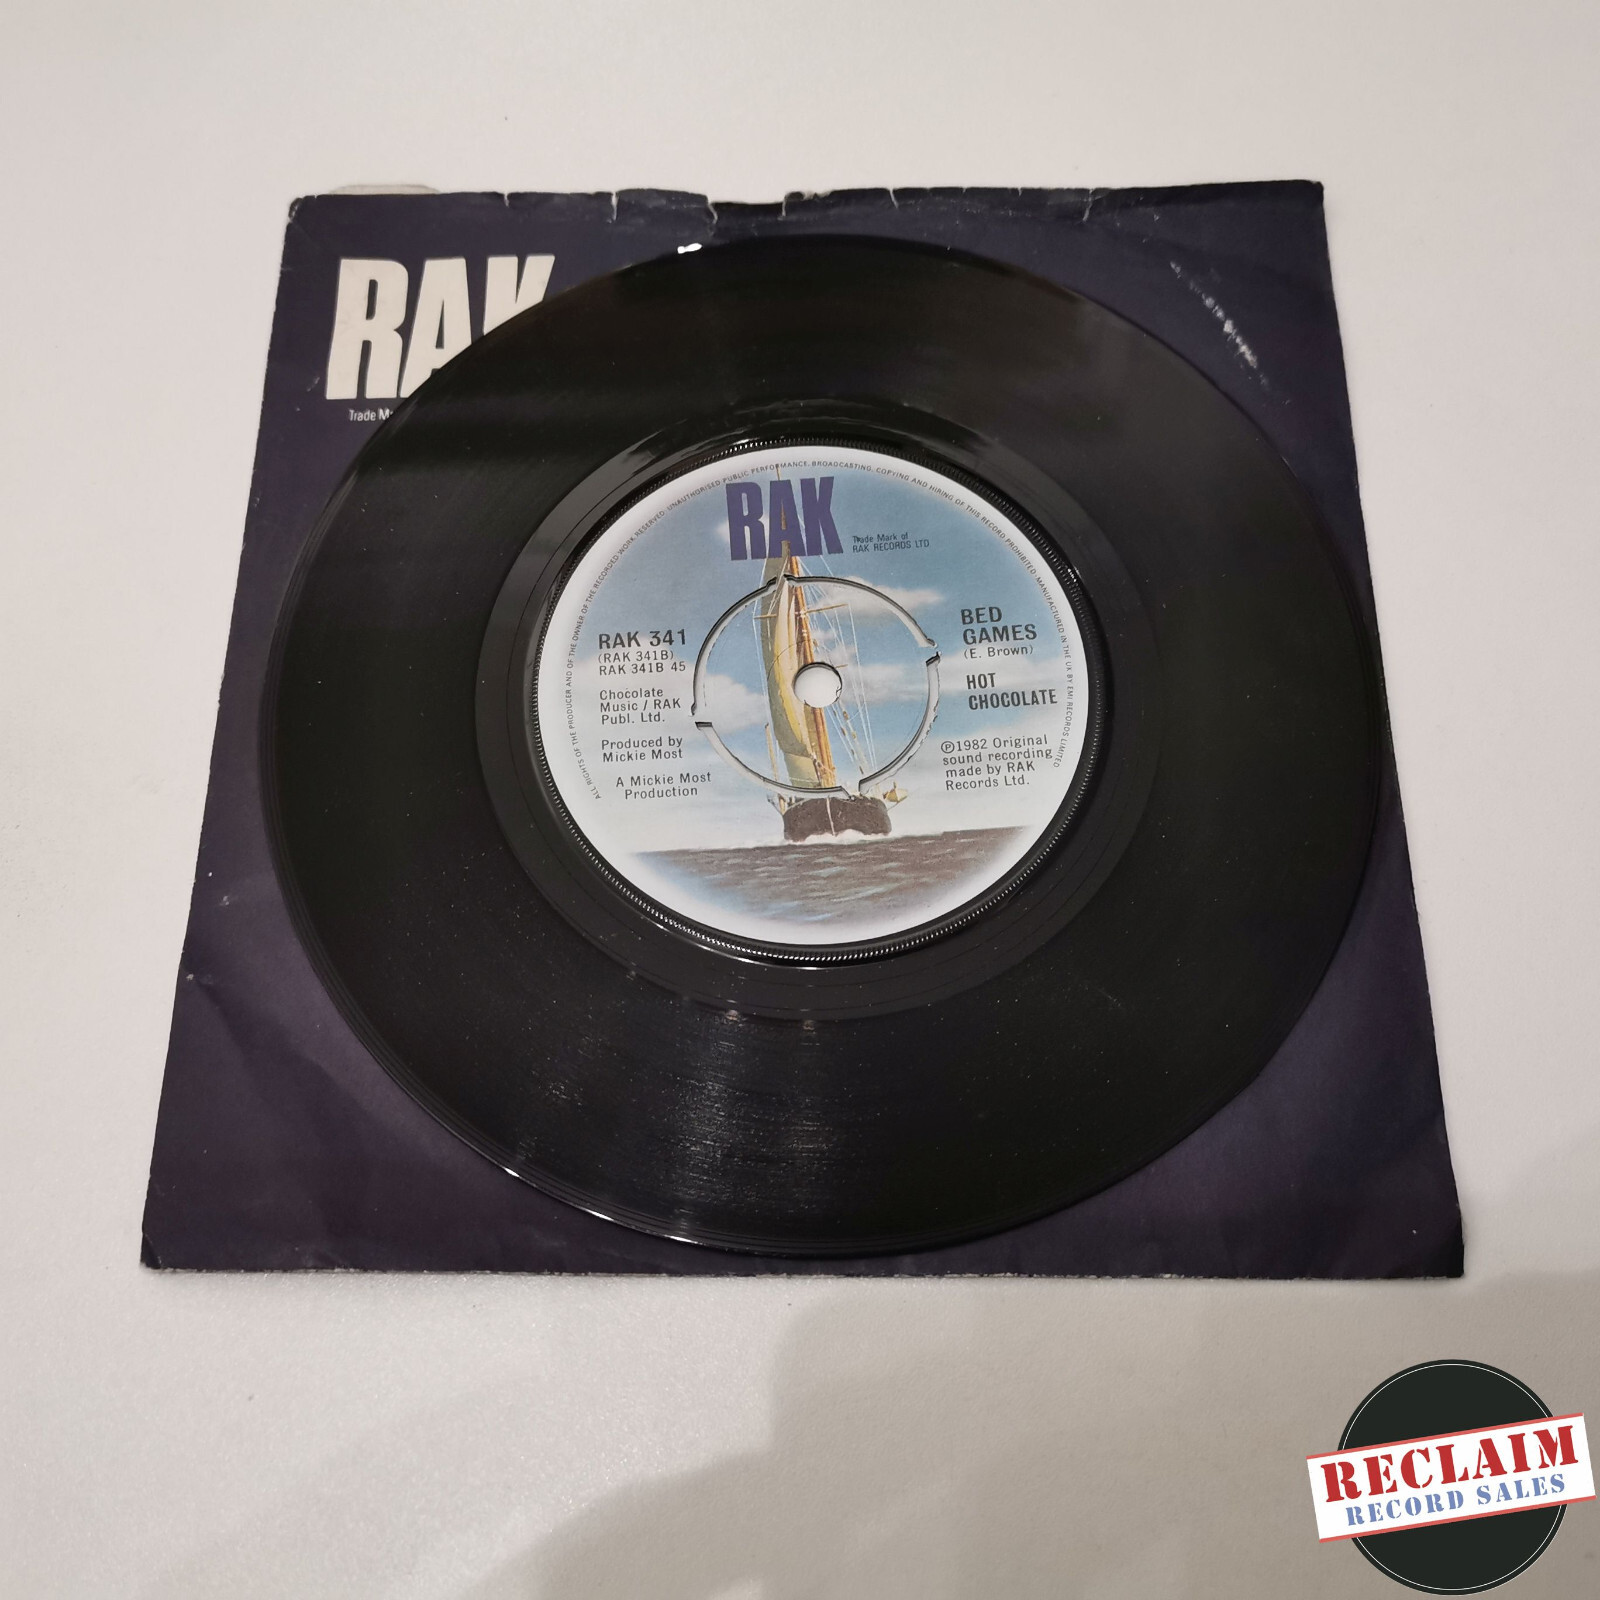 RAK
Trade M
ALL RIGHTS OF THE PRODUCER AND OF THE OWNER OF THE RECORDED WORK RESERVED. UNAUTHORISED PUBLIC PERFORMANCE, BROADCASTING, COPYING AND HIRING OF THIS RECORD PROHIBITED. MANUFACTURED IN THE UK BY EMI RECORDS LIMITED
RAK
Trade Mark of
RAK RECORDS LTD
RAK 341
(RAK 341B)
RAK 341B 45
Chocolate
Music / RAK
Publ. Ltd.
Produced by
Mickie Most
A Mickie Most
Production
BED
GAMES
(E. Brown)
HOT
CHOCOLATE
Ⓟ1982 Original
sound recording
made by RAK
Records Ltd.
RECLAIM
RECORD SALES